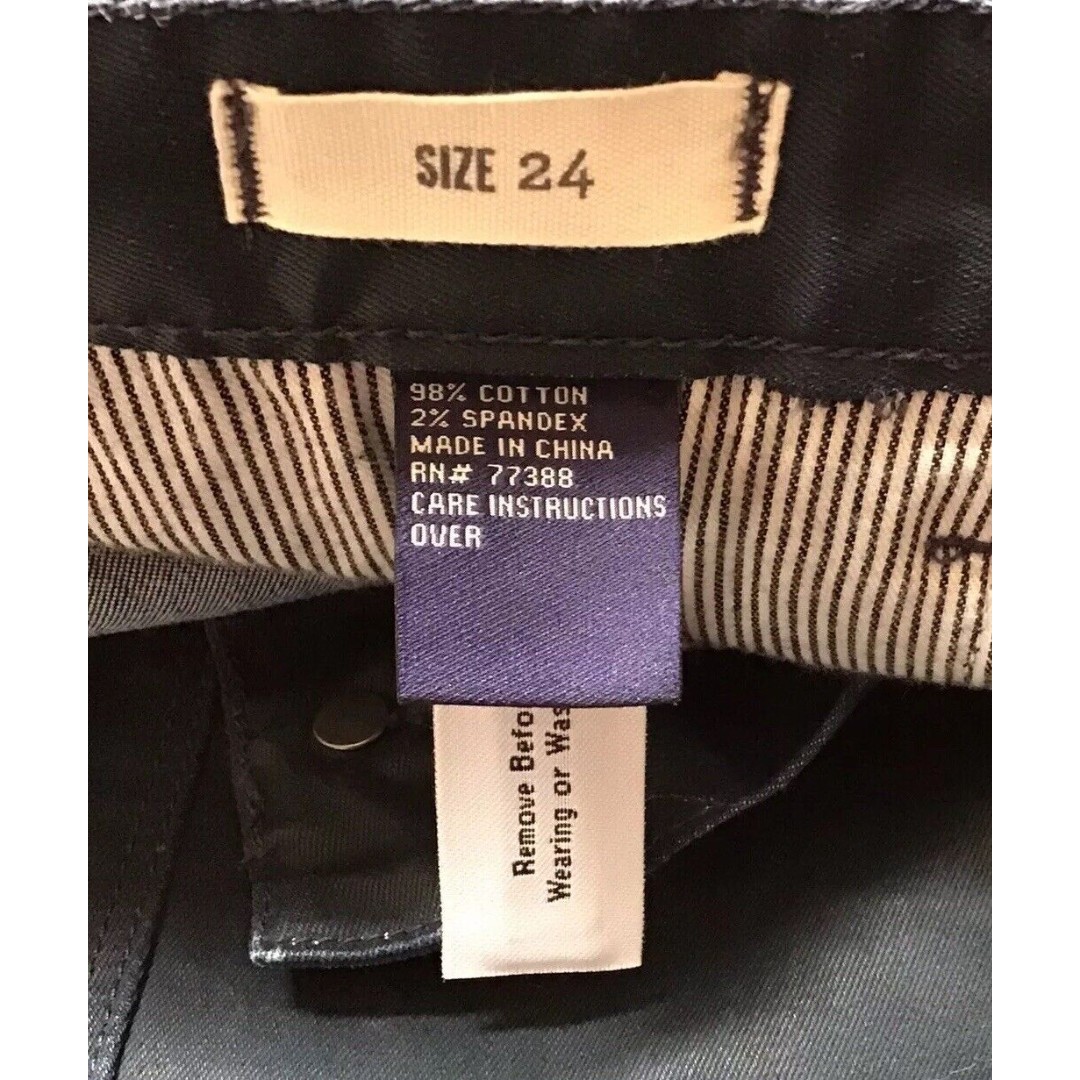 SIZE 24
98% COTTON
2% SPANDEX
MADE IN CHINA
RN# 77388
CARE INSTRUCTIONS
OVER
Remove Befo
Wearing or Was